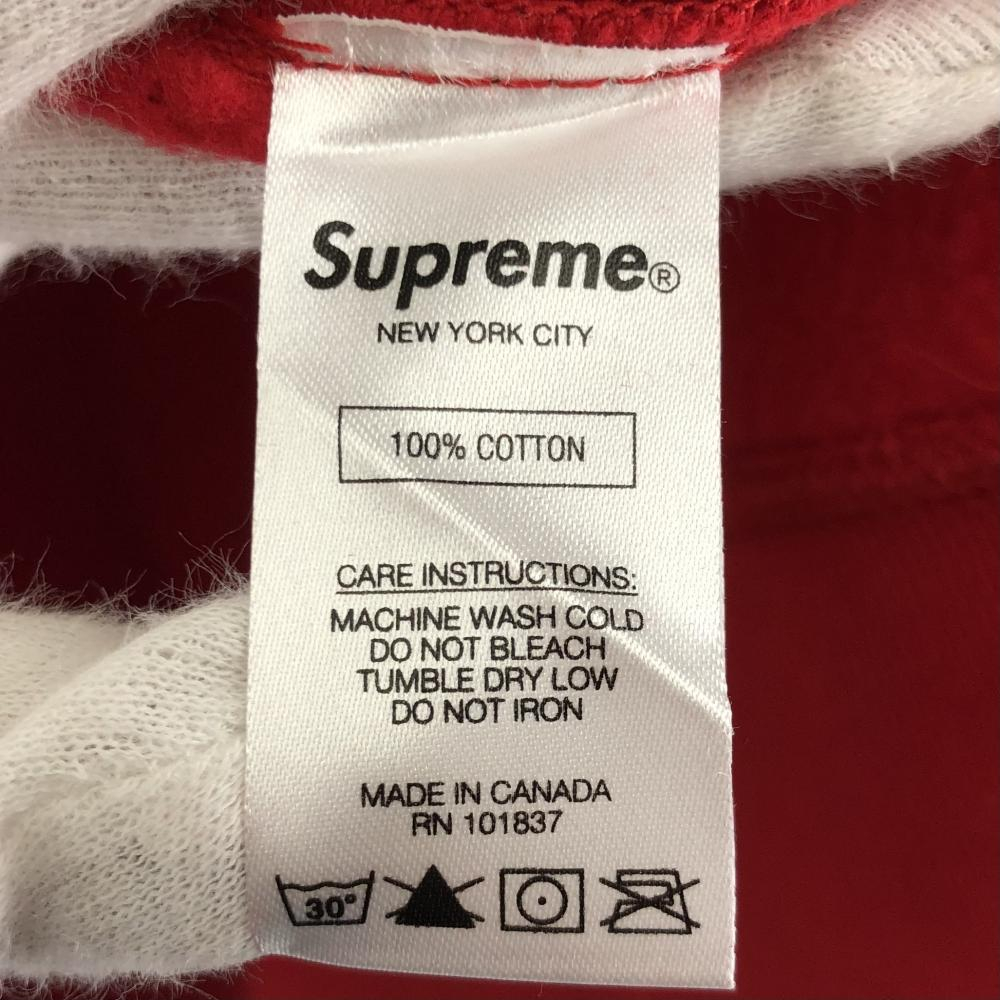 Supreme®
NEW YORK CITY
100% COTTON
CARE INSTRUCTIONS:
MACHINE WASH COLD
DO NOT BLEACH
TUMBLE DRY LOW
DO NOT IRON
MADE IN CANADA
RN 101837
30°